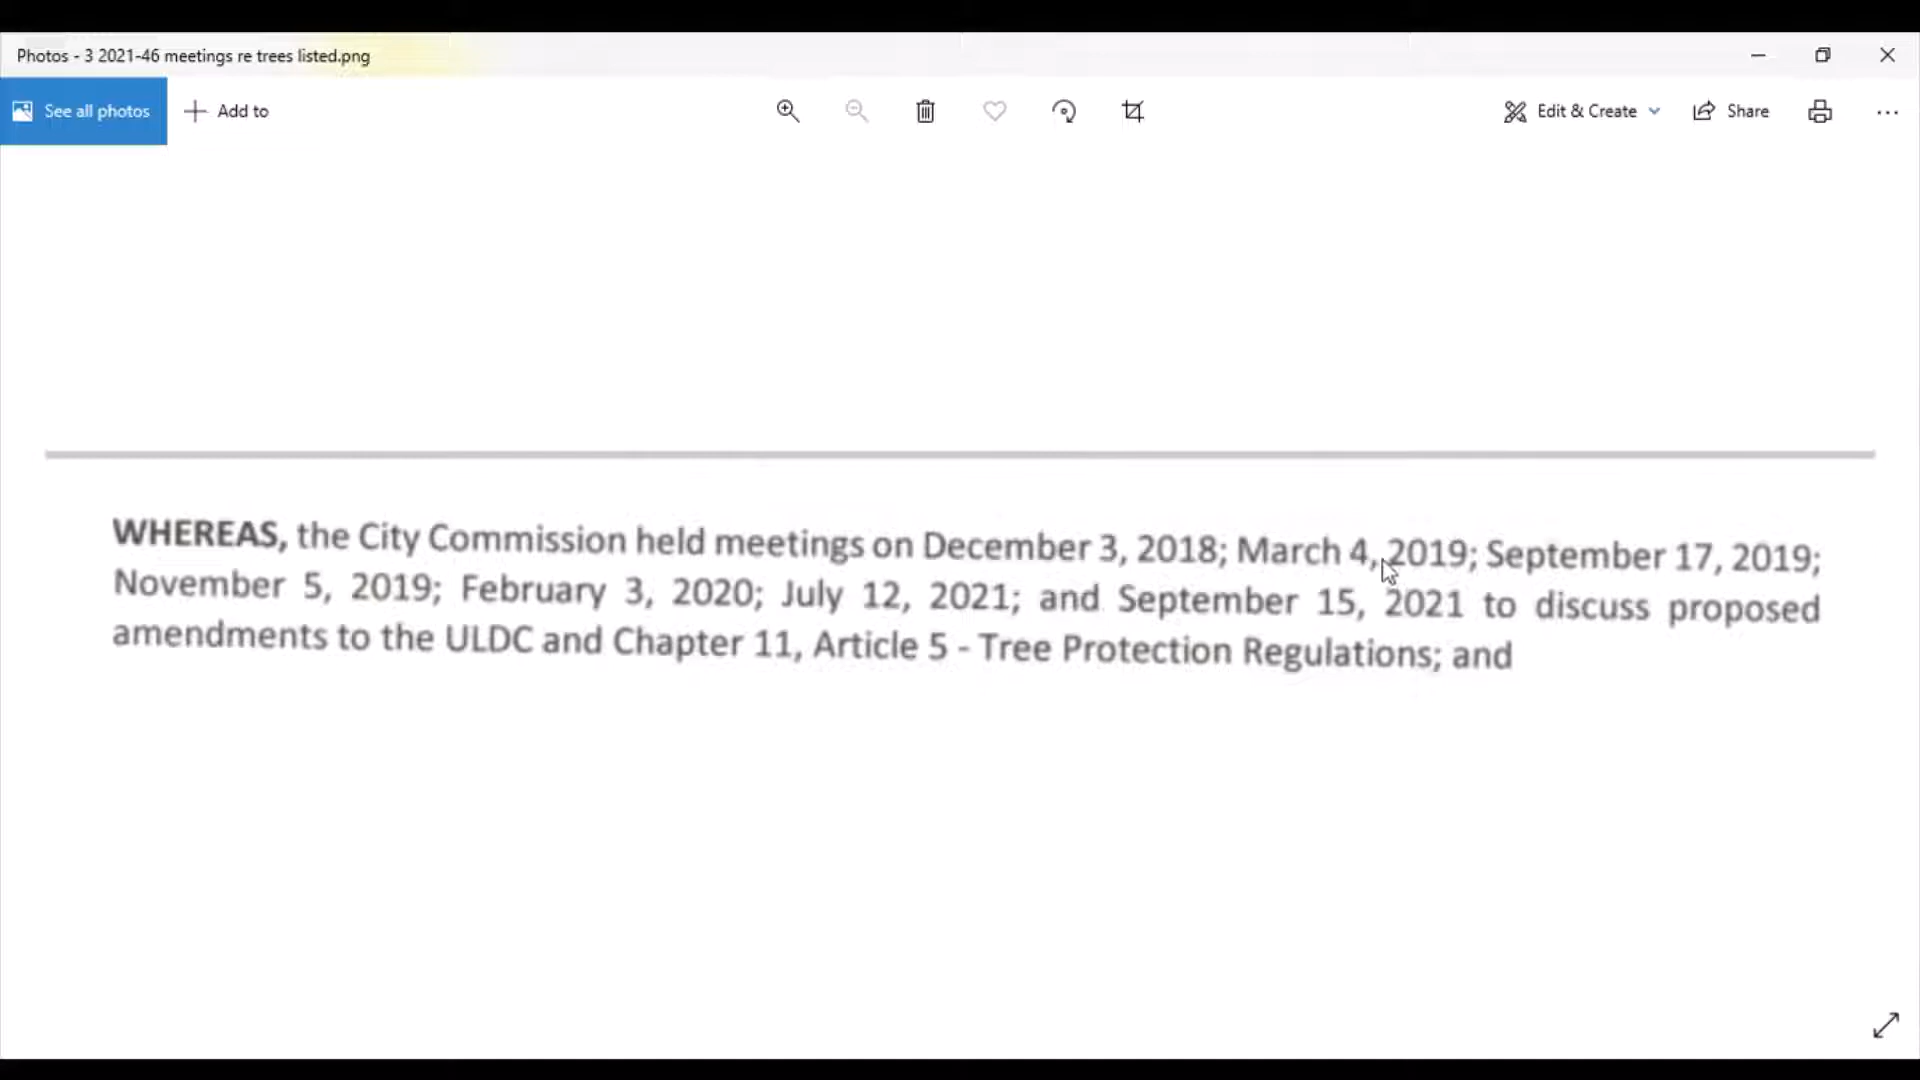 Photos - 3 2021-46 meetings re trees listed.png
See all photos
Add to
Edit & Create
Share
WHEREAS, the City Commission held meetings on December 3, 2018; March 4, 2019; September 17, 2019;
November 5, 2019; February 3, 2020; July 12, 2021; and September 15, 2021 to discuss proposed
amendments to the ULDC and Chapter 11, Article 5 - Tree Protection Regulations; and